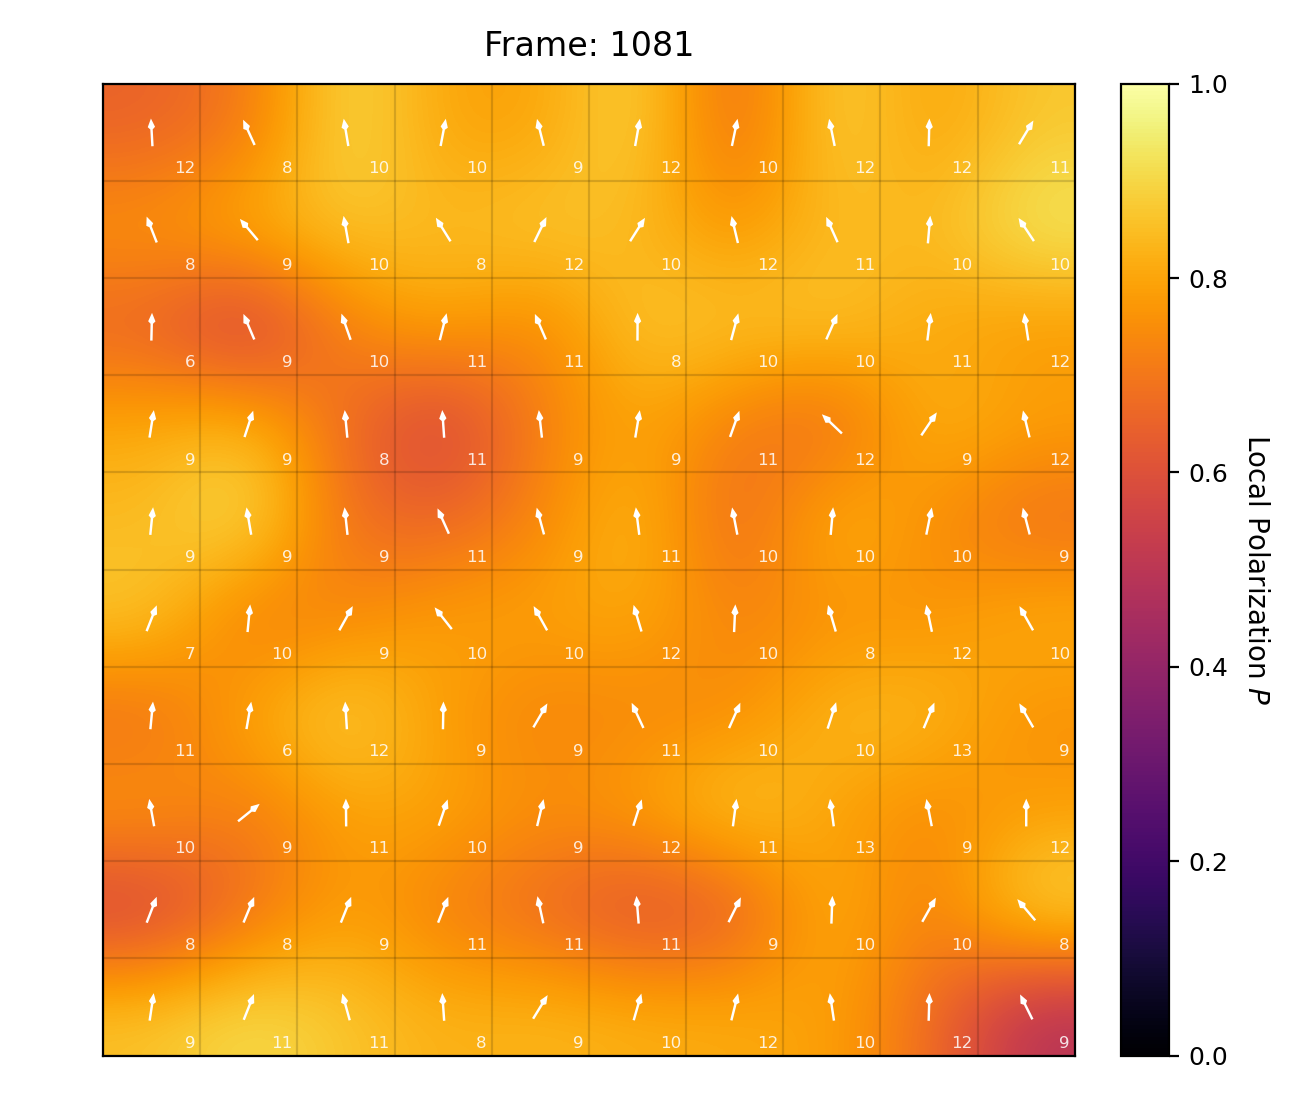 Frame: 1081
12 8 10 10 9 12 10 12 12 11
8 9 10 8 12 10 12 11 10 10
6 9 10 11 11 8 10 10 11 12
9 9 8 11 9 9 11 12 9 12
9 9 9 11 9 11 10 10 10 9
7 10 9 10 10 12 10 8 12 10
11 6 12 9 9 11 10 10 13 9
10 9 11 10 9 12 11 13 9 12
8 8 9 11 11 11 9 10 10 8
9 11 11 8 9 10 12 10 12 9
1.0
0.8
0.6
0.4
0.2
0.0
Local Polarization P